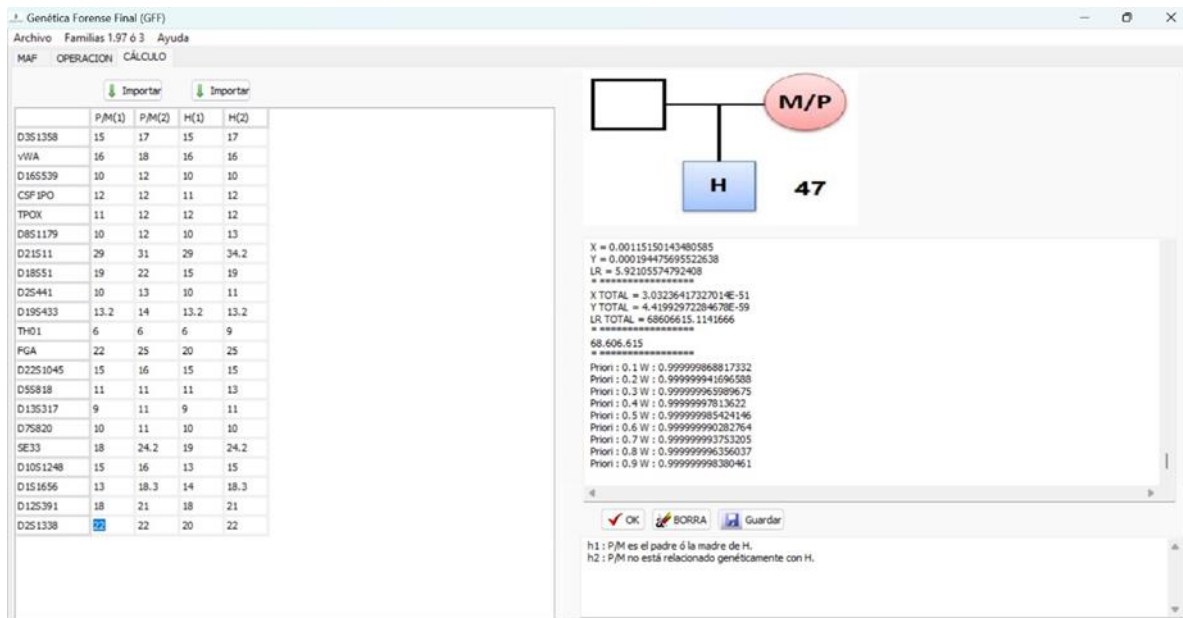 Genética Forense Final (GFF)
Archivo Familias 1.97 ó 3 Ayuda
MAF OPERACION CÁLCULO
Importar Importar
P/M(1) P/M(2) H(1) H(2)
D3S1358 15 17 15 17
vWA 16 18 16 16
D16S539 10 12 10 10
CSF1PO 12 12 11 12
TPOX 11 12 12 12
D8S1179 10 12 10 13
D21S11 29 31 29 34.2
D18S51 19 22 15 19
D2S441 10 13 10 11
D19S433 13.2 14 13.2 13.2
TH01 6 6 6 9
FGA 22 25 20 25
D22S1045 15 16 15 15
D5S818 11 11 11 13
D13S317 9 11 9 11
D7S820 10 11 10 10
SE33 18 24.2 19 24.2
D10S1248 15 16 13 15
D1S1656 13 18.3 14 18.3
D12S391 18 21 18 21
D2S1338 22 22 20 22
M/P
H 47
X = 0.00115150143480585
Y = 0.000194475695522638
LR = 5.92105574792408
= =================
X TOTAL = 3.03236417327014E-51
Y TOTAL = 4.41992972284678E-59
LR TOTAL = 68606615.1141666
= =================
68.606.615
= =================
Priori : 0.1 W : 0.999999868817332
Priori : 0.2 W : 0.999999941696588
Priori : 0.3 W : 0.999999965989675
Priori : 0.4 W : 0.99999997813622
Priori : 0.5 W : 0.999999985424146
Priori : 0.6 W : 0.999999990282764
Priori : 0.7 W : 0.999999993753205
Priori : 0.8 W : 0.999999996356037
Priori : 0.9 W : 0.999999998380461
OK BORRA Guardar
h1 : P/M es el padre ó la madre de H.
h2 : P/M no está relacionado genéticamente con H.